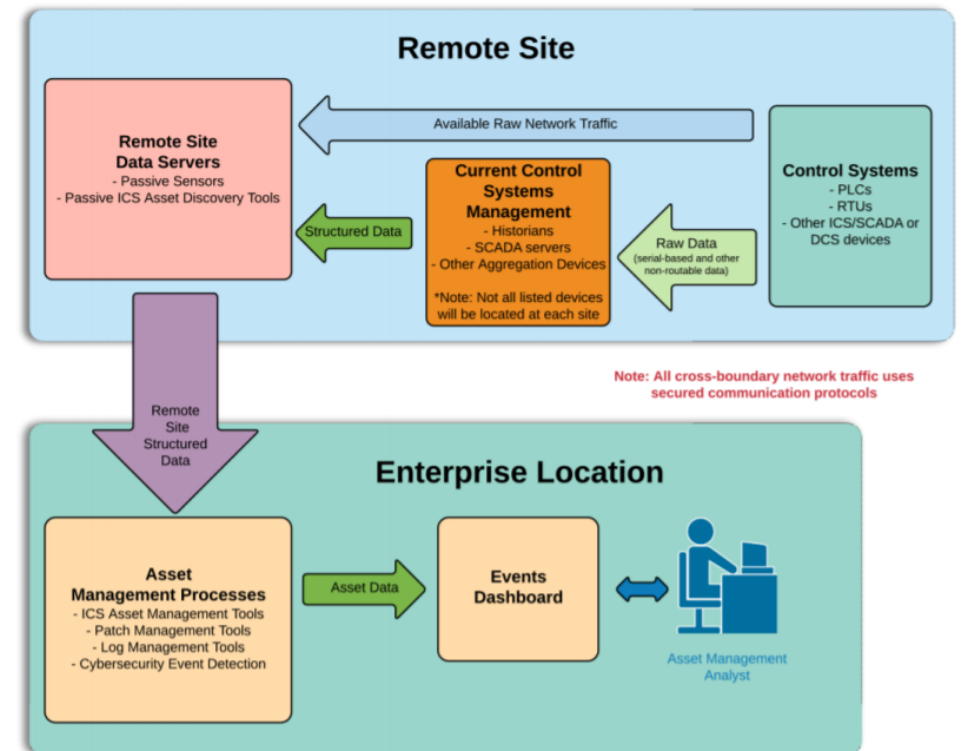 Remote Site
Remote Site
Data Servers
- Passive Sensors
- Passive ICS Asset Discovery Tools
Available Raw Network Traffic
Structured Data
Current Control
Systems
Management
- Historians
- SCADA servers
- Other Aggregation Devices
*Note: Not all listed devices
will be located at each site
Raw Data
(serial-based and other
non-routable data)
Control Systems
- PLCs
- RTUs
- Other ICS/SCADA or
DCS devices
Note: All cross-boundary network traffic uses
secured communication protocols
Remote
Site
Structured
Data
Enterprise Location
Asset
Management Processes
- ICS Asset Management Tools
- Patch Management Tools
- Log Management Tools
- Cybersecurity Event Detection
Asset Data
Events
Dashboard
Asset Management
Analyst